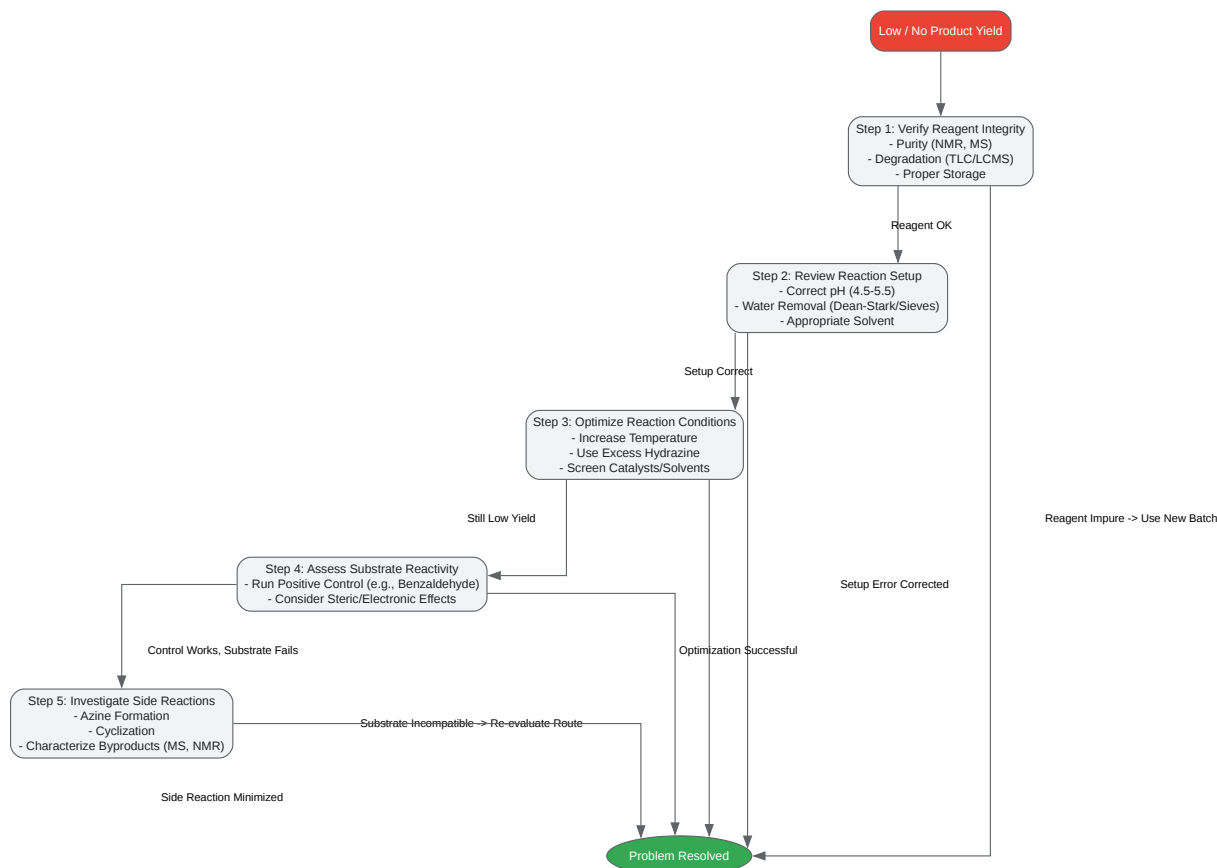 Low / No Product Yield
Step 1: Verify Reagent Integrity
- Purity (NMR, MS)
- Degradation (TLC/LCMS)
- Proper Storage
Reagent OK
Step 2: Review Reaction Setup
- Correct pH (4.5-5.5)
- Water Removal (Dean-Stark/Sieves)
- Appropriate Solvent
Setup Correct
Step 3: Optimize Reaction Conditions
- Increase Temperature
- Use Excess Hydrazine
- Screen Catalysts/Solvents
Still Low Yield
Reagent Impure -> Use New Batch
Step 4: Assess Substrate Reactivity
- Run Positive Control (e.g., Benzaldehyde)
- Consider Steric/Electronic Effects
Setup Error Corrected
Control Works, Substrate Fails
Optimization Successful
Step 5: Investigate Side Reactions
- Azine Formation
- Cyclization
- Characterize Byproducts (MS, NMR)
Substrate Incompatible -> Re-evaluate Route
Side Reaction Minimized
Problem Resolved